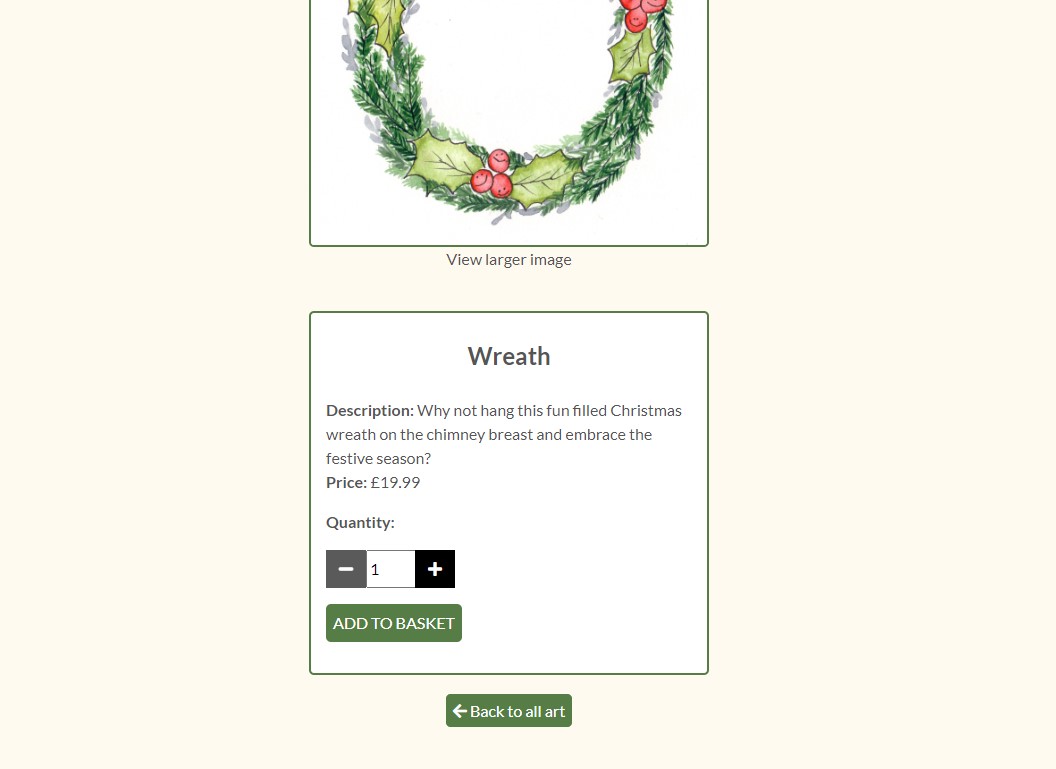 View larger image
Wreath
Description: Why not hang this fun filled Christmas
wreath on the chimney breast and embrace the
festive season?
Price: £19.99
Quantity:
1
ADD TO BASKET
Back to all art